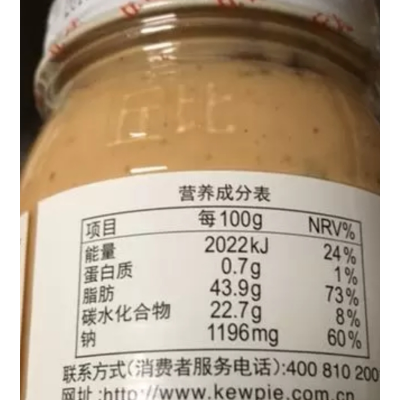 丘比
营养成分表
项目 每100g NRV%
能量 2022kJ 24%
蛋白质 0.7g 1%
脂肪 43.9g 73%
碳水化合物 22.7g 8%
钠 1196mg 60%
联系方式(消费者服务电话):400 810 200
网址:http://www.kewpie.com.cn